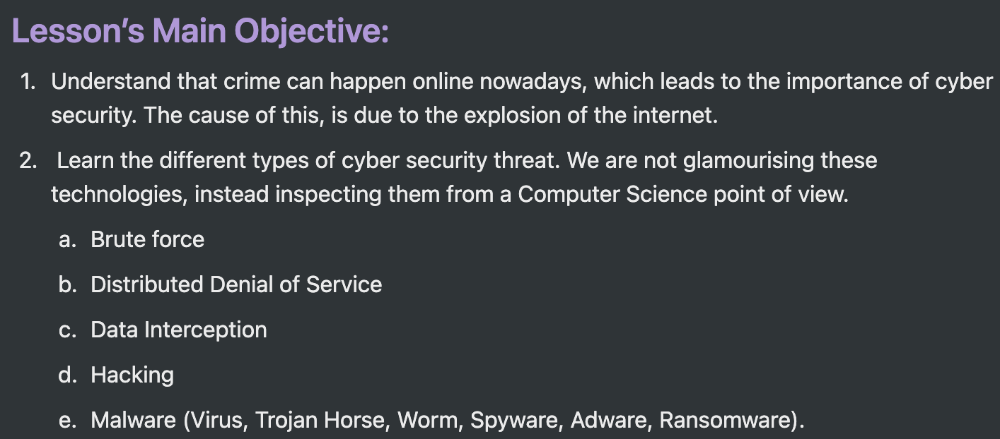 Lesson’s Main Objective:
1. Understand that crime can happen online nowadays, which leads to the importance of cyber
security. The cause of this, is due to the explosion of the internet.
2. Learn the different types of cyber security threat. We are not glamourising these
technologies, instead inspecting them from a Computer Science point of view.
a. Brute force
b. Distributed Denial of Service
c. Data Interception
d. Hacking
e. Malware (Virus, Trojan Horse, Worm, Spyware, Adware, Ransomware).